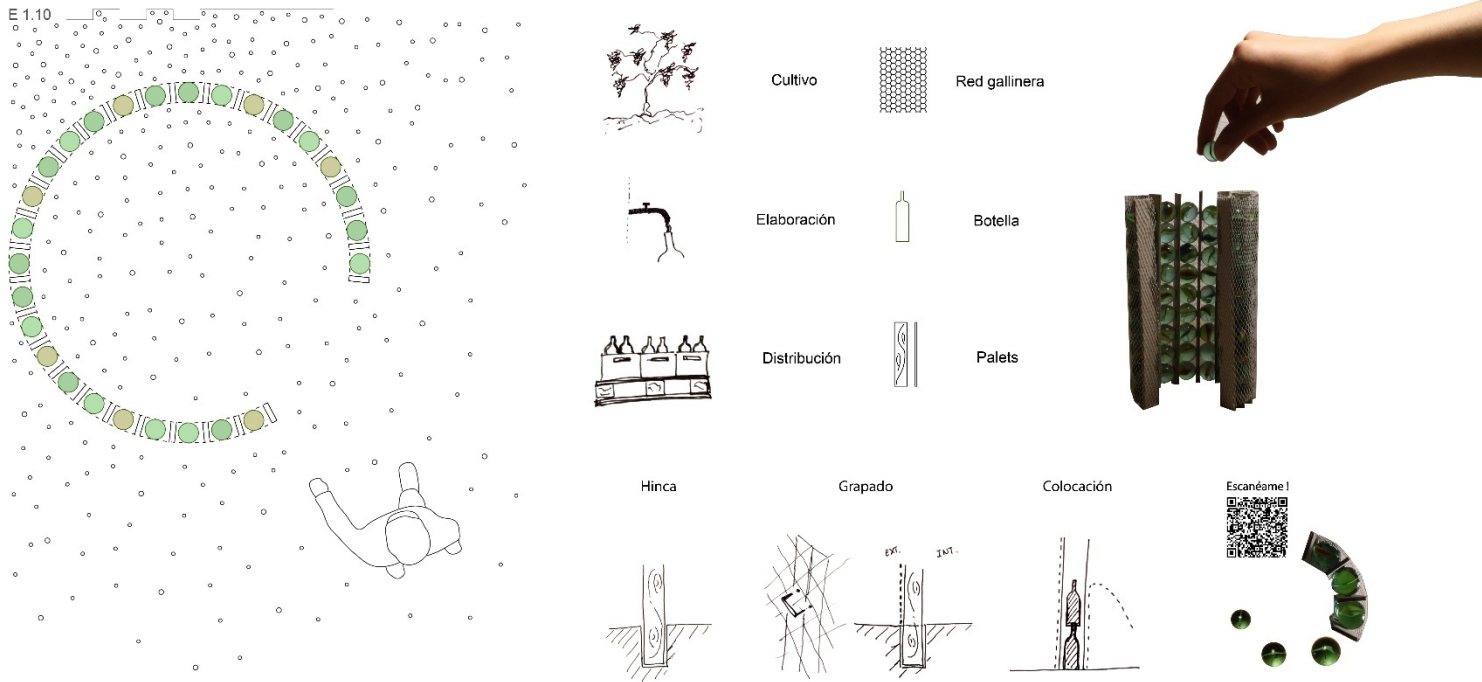 E 1.10
Cultivo
Red gallinera
Elaboración
Botella
Distribución
Palets
Hinca
Grapado
Colocación
Escanéame !
EXT.
INT.